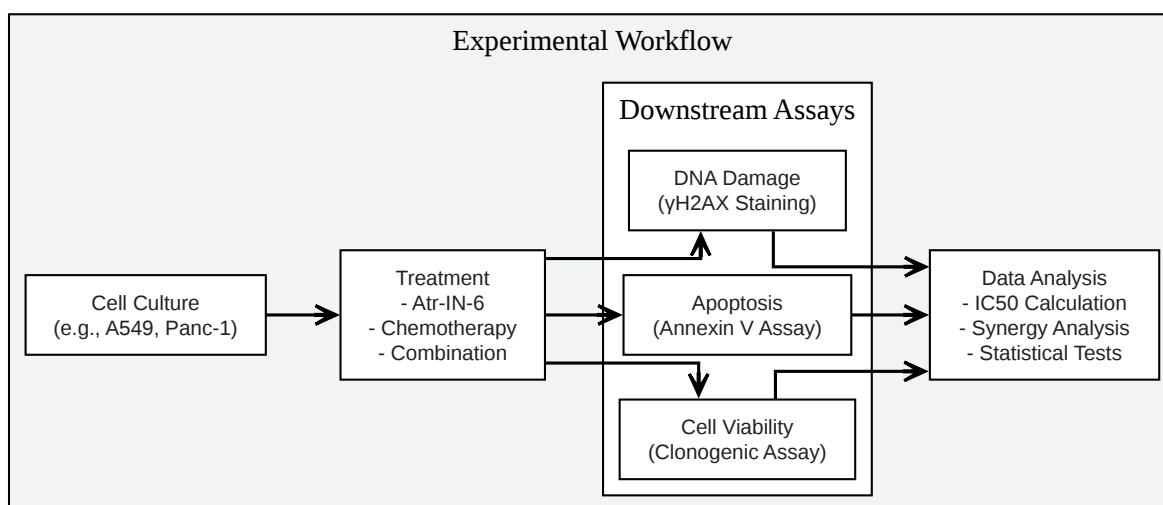 Experimental Workflow
Downstream Assays
DNA Damage
(γH2AX Staining)
Cell Culture
(e.g., A549, Panc-1)
Treatment
- Atr-IN-6
- Chemotherapy
- Combination
Apoptosis
(Annexin V Assay)
Data Analysis
- IC50 Calculation
- Synergy Analysis
- Statistical Tests
Cell Viability
(Clonogenic Assay)